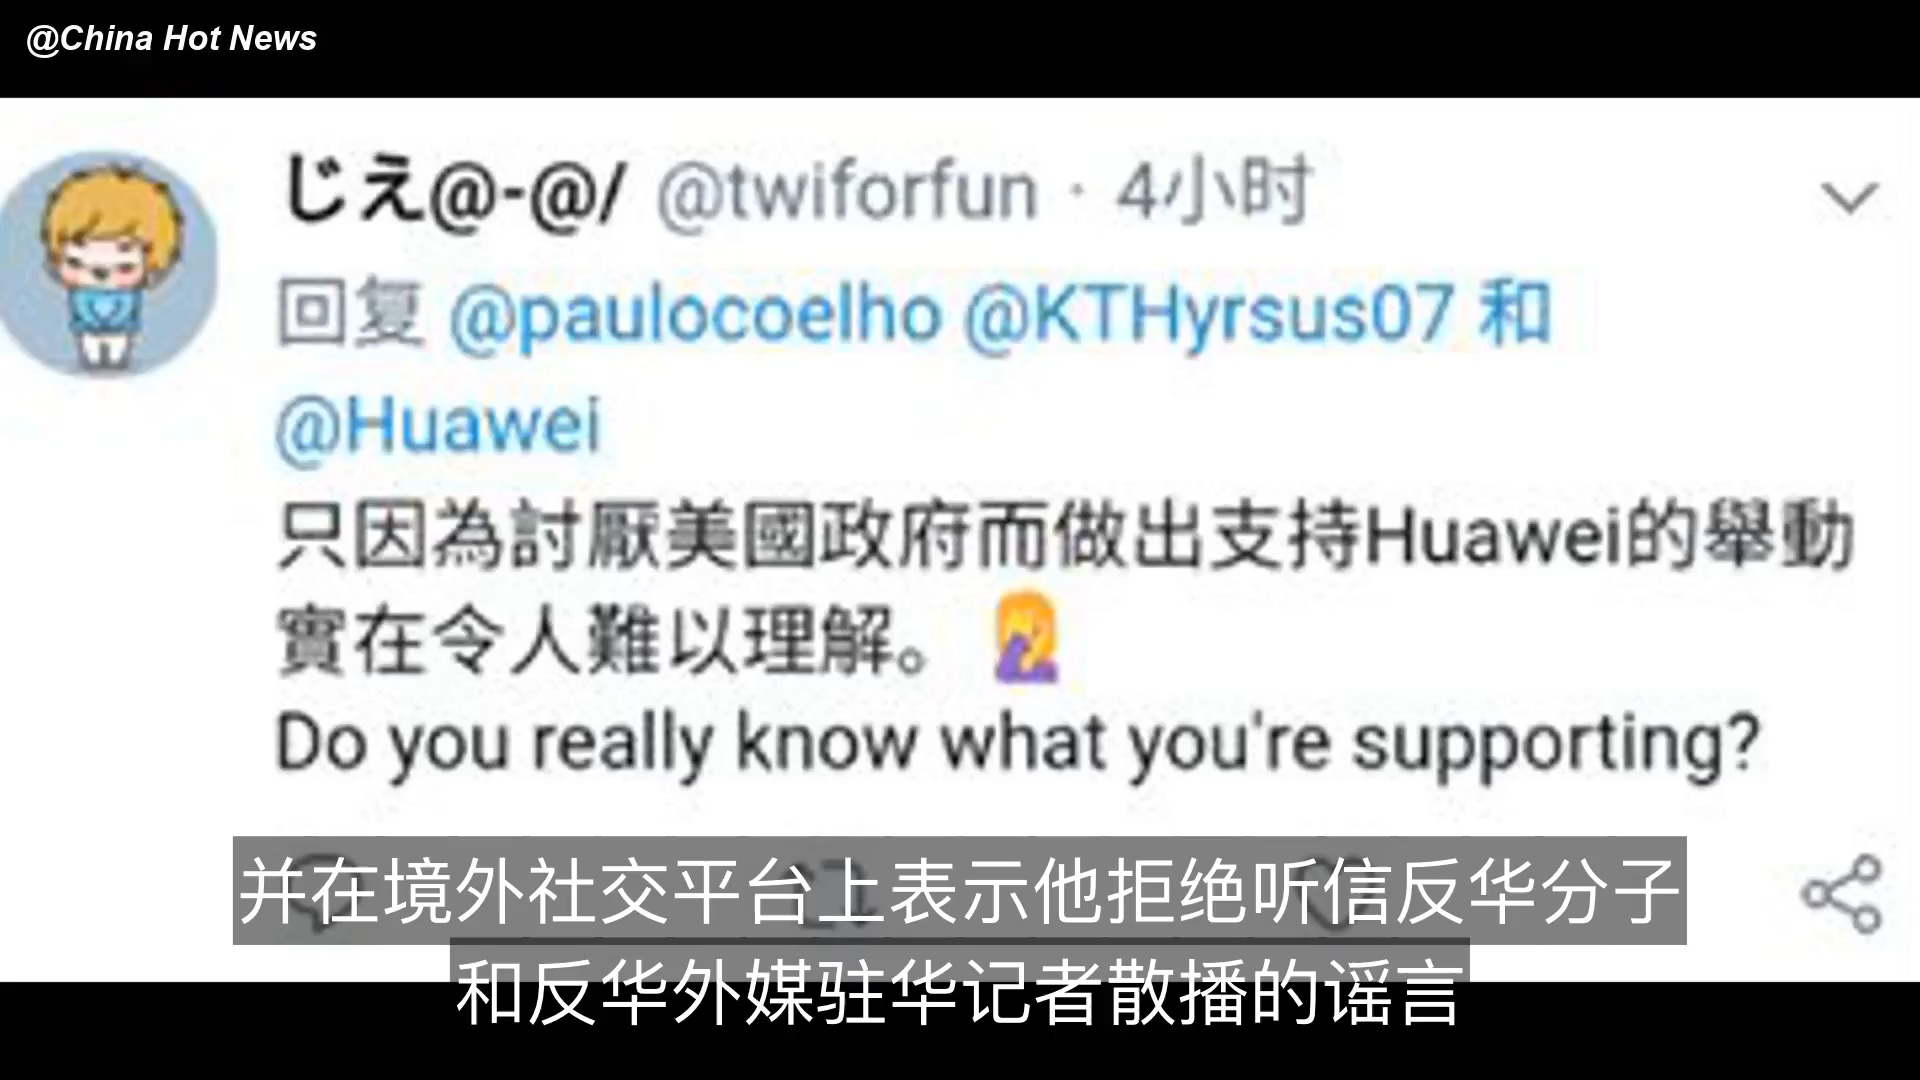 @China Hot News
じえ@-@/ @twiforfun · 4小时
回复 @paulocoelho @KTHyrsus07 和
@Huawei
只因為討厭美國政府而做出支持Huawei的舉動
實在令人難以理解。
Do you really know what you're supporting?
并在境外社交平台上表示他拒绝听信反华分子
和反华外媒驻华记者散播的谣言